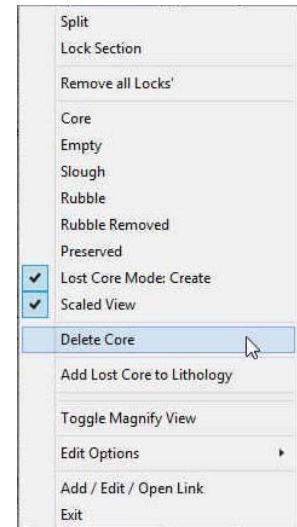 Split
Lock Section
Remove all Locks'
Core
Empty
Slough
Rubble
Rubble Removed
Preserved
Lost Core Mode: Create
Scaled View
Delete Core
Add Lost Core to Lithology
Toggle Magnify View
Edit Options
Add / Edit / Open Link
Exit